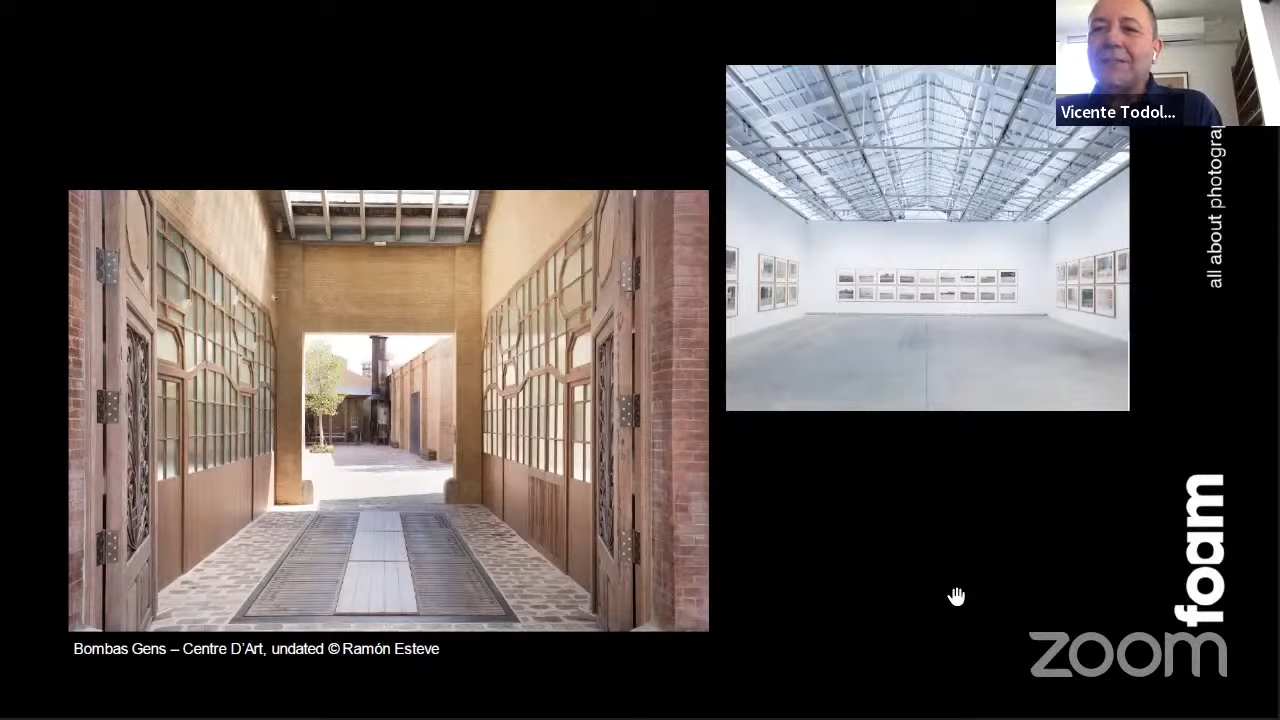 Vicente Todol...
all about photogra
Bombas Gens – Centre D'Art, undated © Ramón Esteve
foam
zoom